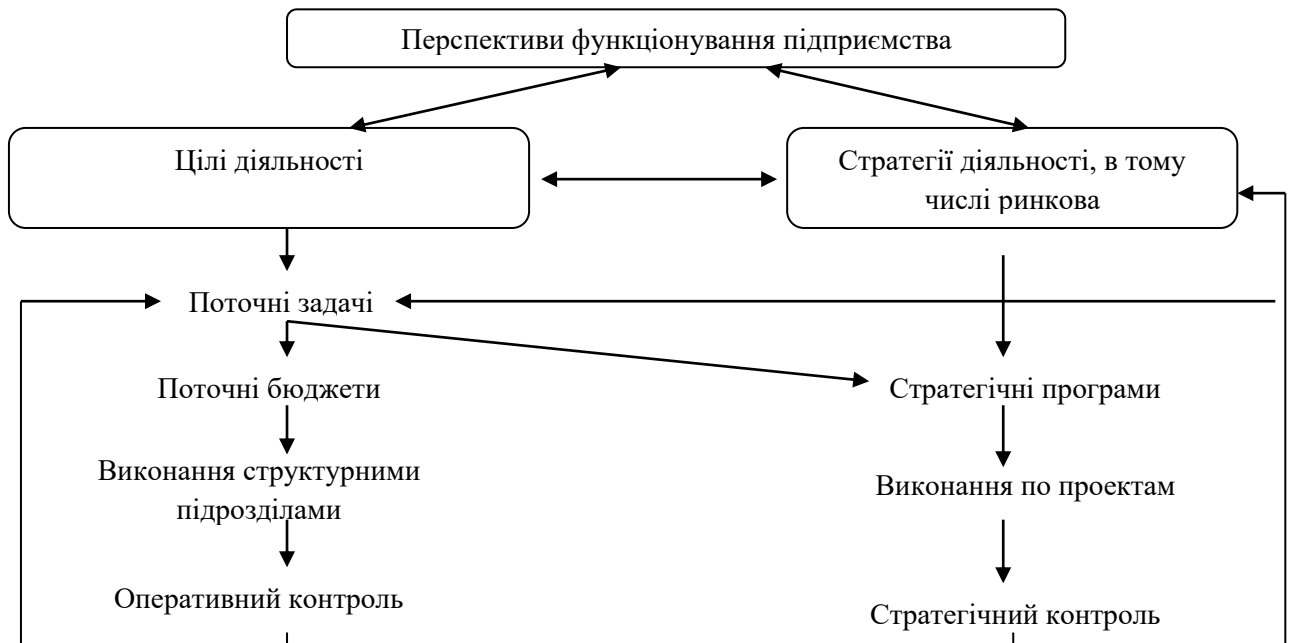 Перспективи функціонування підприємства
Цілі діяльності
Стратегії діяльності, в тому
числі ринкова
Поточні задачі
Поточні бюджети
Стратегічні програми
Виконання структурними
підрозділами
Виконання по проектам
Оперативний контроль
Стратегічний контроль